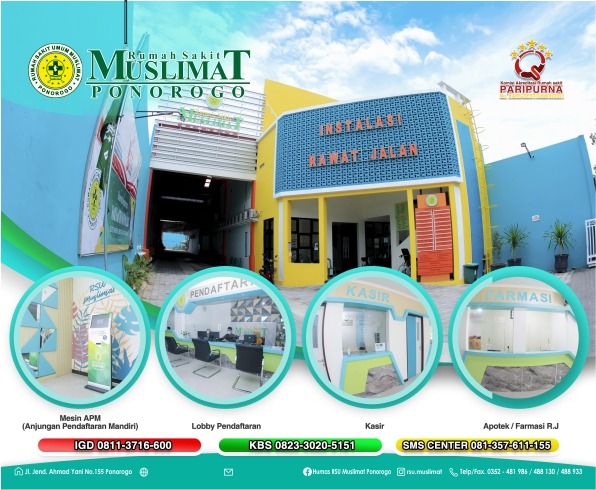 RUMAH SAKIT UMUM MUSLIMAT
PONOROGO
Rumah Sakit
MUSLIMAT
PONOROGO
Komisi Akreditasi Rumah sakit
PARIPURNA
INSTALASI
RAWAT JALAN
RSU
Muslimat
PENDAFTARA
KASIR
FARMASI
Mesin APM
(Anjungan Pendaftaran Mandiri)
Lobby Pendaftaran
Kasir
Apotek / Farmasi R.J
IGD 0811-3716-600
KBS 0823-3020-5151
SMS CENTER 081-357-611-155
Jl. Jend. Ahmad Yani No.155 Ponorogo
Humas RSU Muslimat Ponorogo
rsu.muslimat
Telp/Fax. 0352 - 481 986 / 488 130 / 488 933